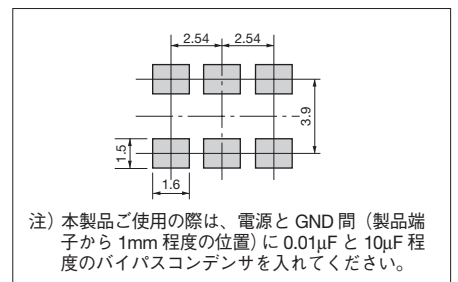 2.54 2.54
3.9
1.5
1.6
注）本製品ご使用の際は、電源と GND 間（製品端
子から 1mm 程度の位置）に 0.01μF と 10μF 程
度のバイパスコンデンサを入れてください。